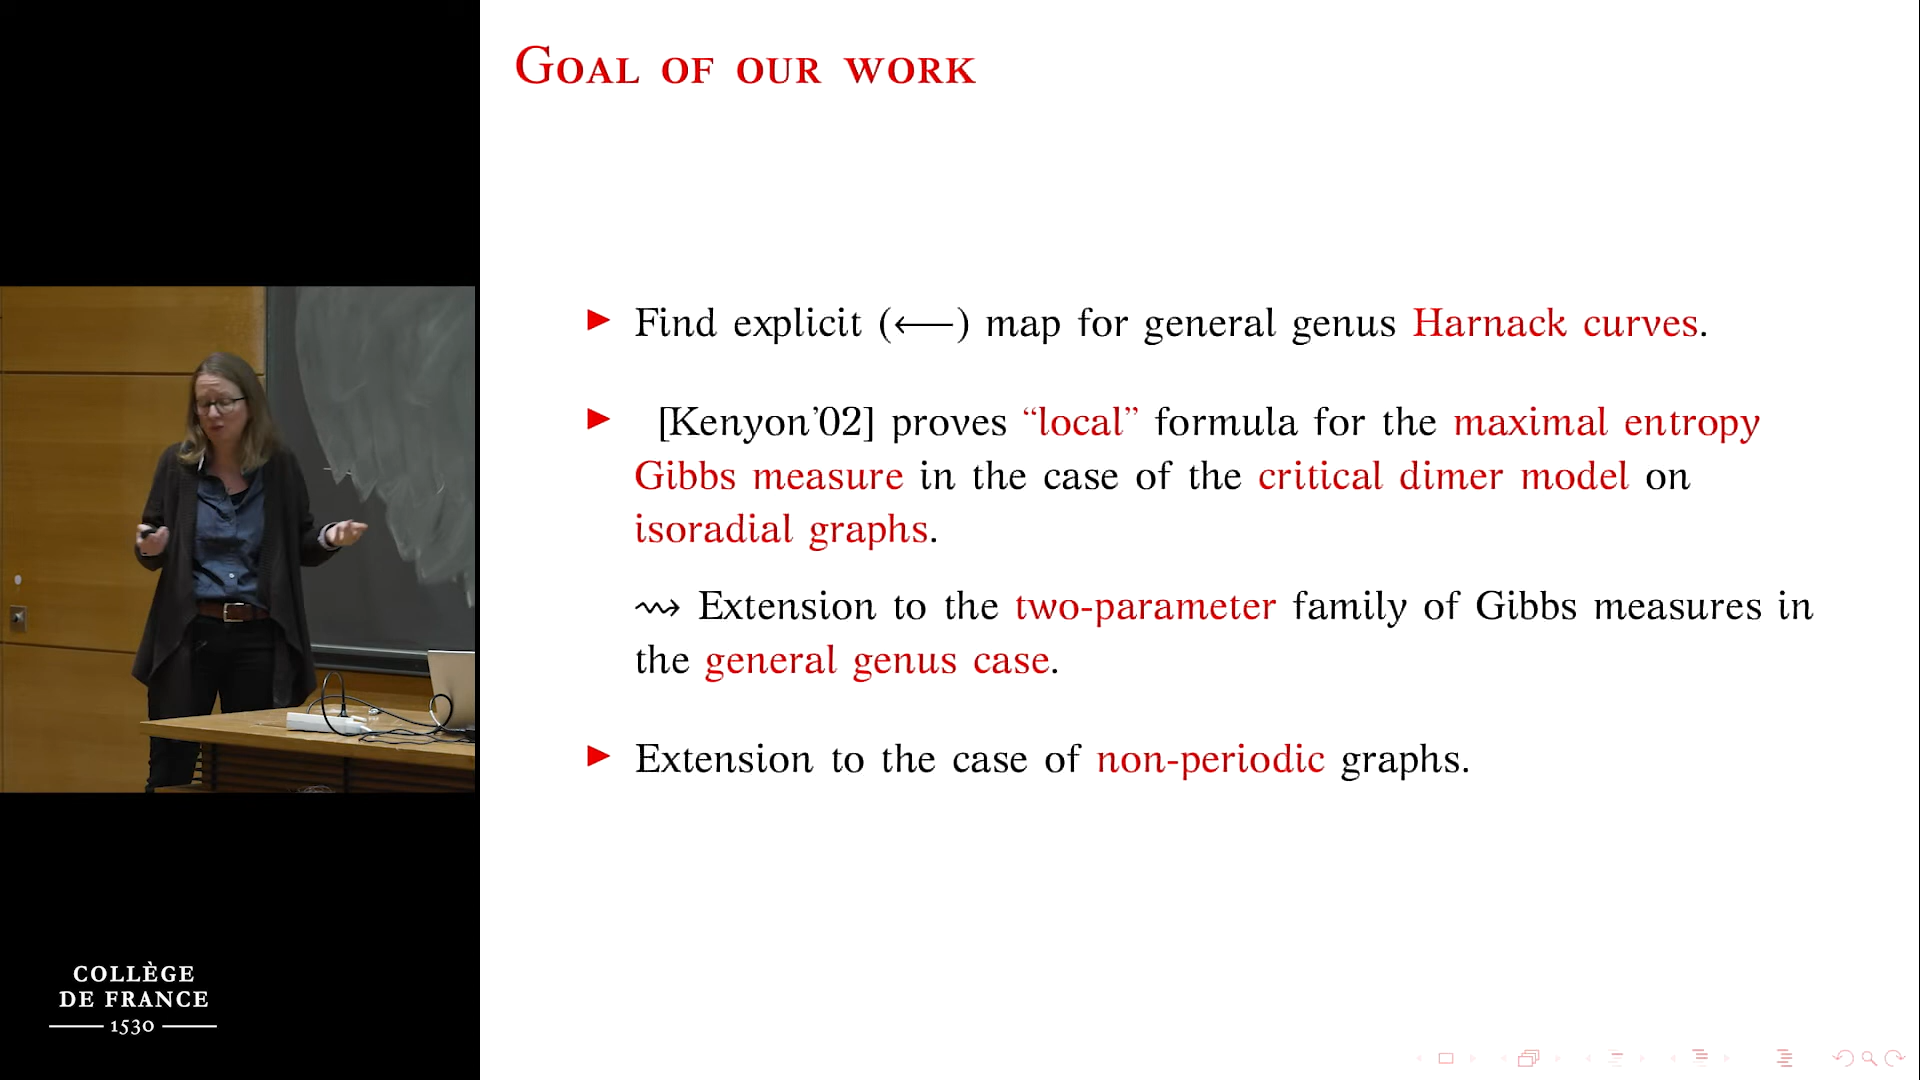 GOAL OF OUR WORK
► Find explicit (⟵) map for general genus Harnack curves.
► [Kenyon’02] proves “local” formula for the maximal entropy
Gibbs measure in the case of the critical dimer model on
isoradial graphs.
⇝ Extension to the two-parameter family of Gibbs measures in
the general genus case.
► Extension to the case of non-periodic graphs.
COLLÈGE
DE FRANCE
1530